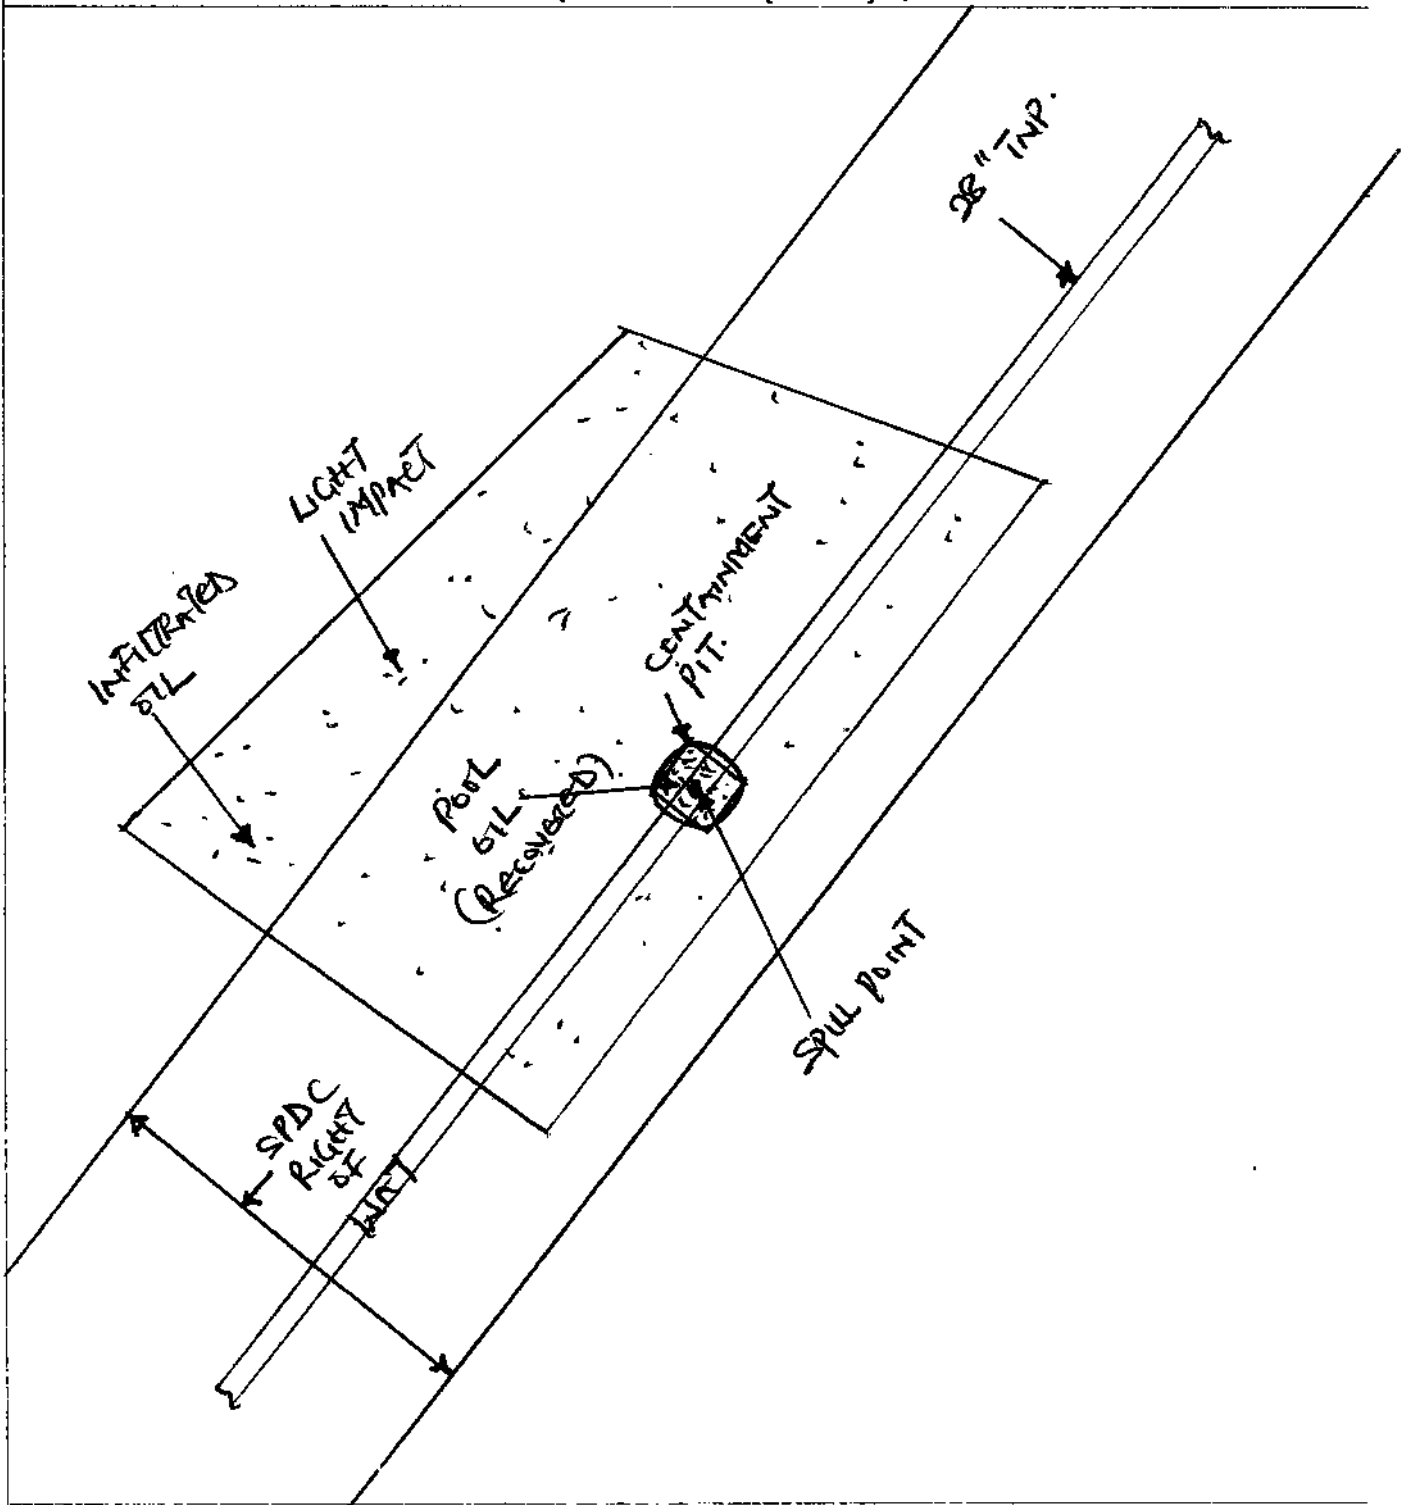 28" TNP.
LIGHT
IMPACT
INFILTRATED
OIL
CONTAINMENT
PIT.
POOL
OIL
(RECOVERED)
SPILL POINT
SPDC
RIGHT
OF
WAY